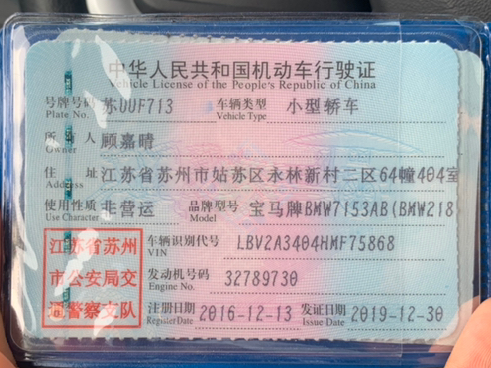 中华人民共和国机动车行驶证
Vehicle License of the People's Republic of China
号牌号码 苏UUF713 车辆类型 小型轿车
Plate No. Vehicle Type
所有人 顾嘉晴
Owner
住址 江苏省苏州市姑苏区永林新村二区64幢404室
Address
使用性质 非营运 品牌型号 宝马牌BMW7153AB(BMW218
Use Character Model
江苏省苏州 车辆识别代号 LBV2A3404HMF75868
VIN
市公安局交 发动机号码 32789730
Engine No.
通警察支队 注册日期 2016-12-13 发证日期 2019-12-30
Register Date Issue Date